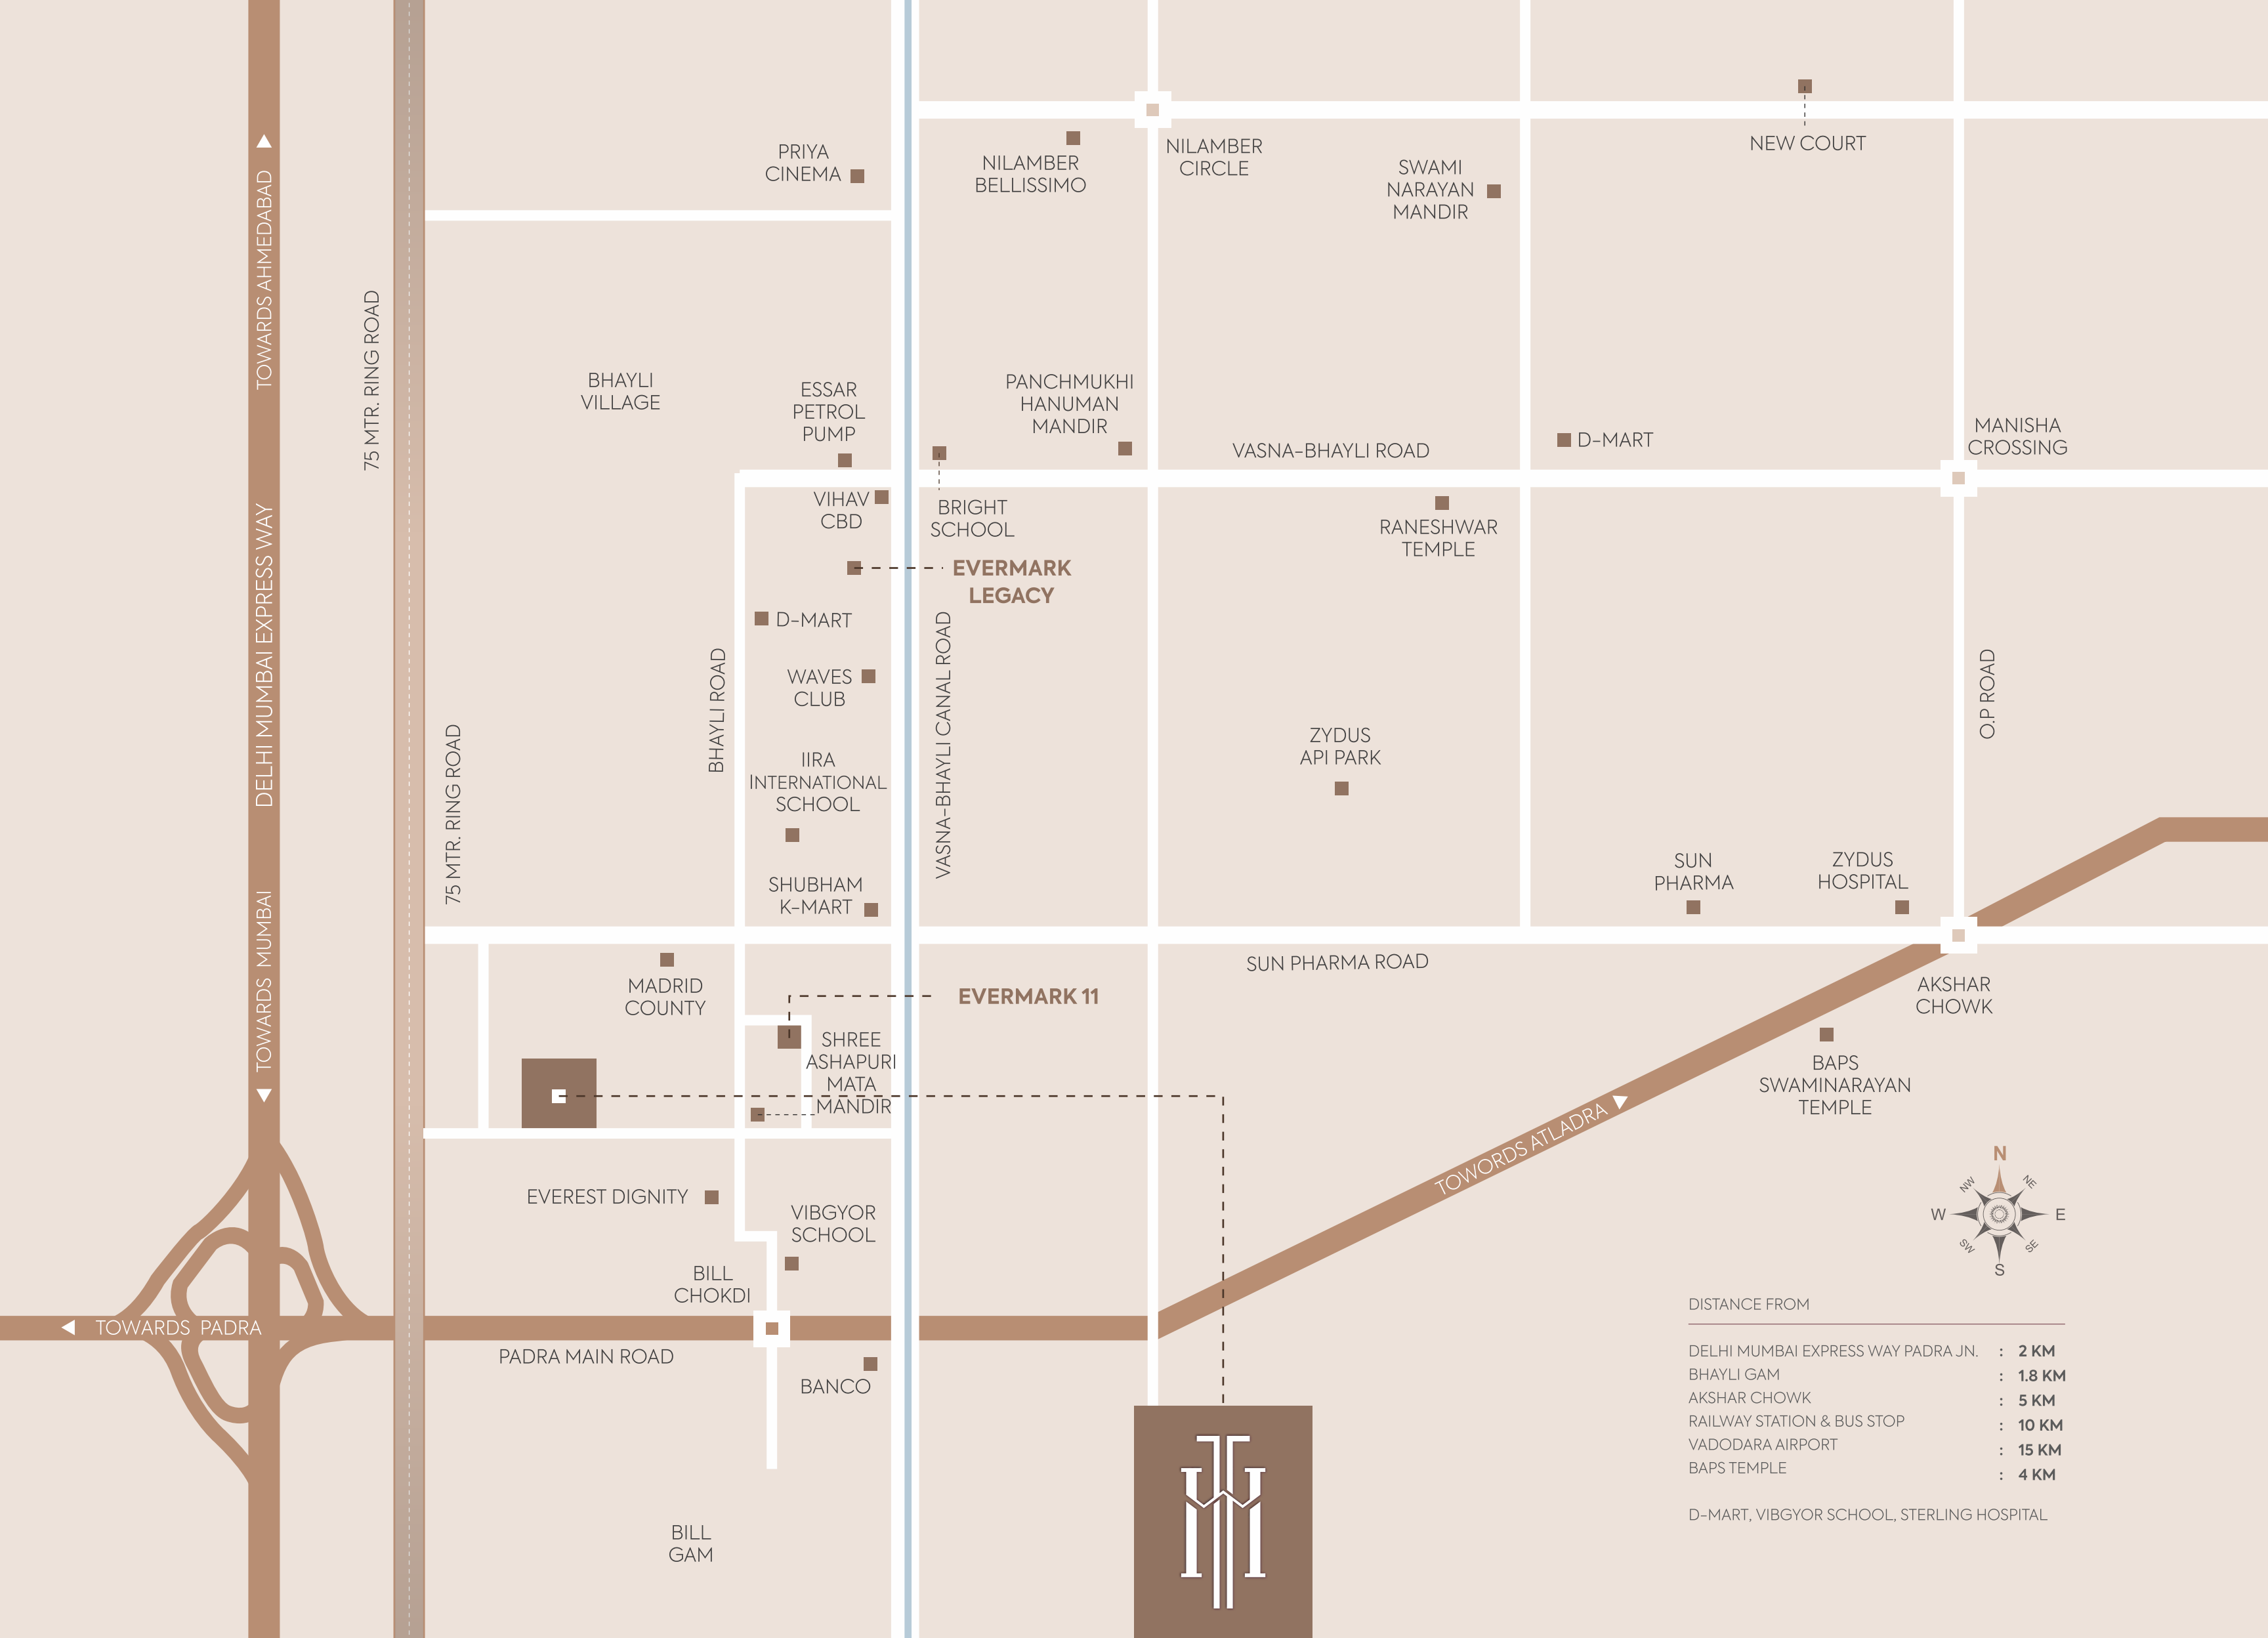 PRIYA
CINEMA
NILAMBER
BELLISSIMO
NILAMBER
CIRCLE
SWAMI
NARAYAN
MANDIR
NEW COURT
TOWARDS AHMEDABAD
75 MTR. RING ROAD
BHAYLI
VILLAGE
ESSAR
PETROL
PUMP
PANCHMUKHI
HANUMAN
MANDIR
VASNA-BHAYLI ROAD
D-MART
MANISHA
CROSSING
VIHAV
CBD
BRIGHT
SCHOOL
RANESHWAR
TEMPLE
EVERMARK
LEGACY
DELHI MUMBAI EXPRESS WAY
D-MART
WAVES
CLUB
BHAYLI ROAD
VASNA-BHAYLI CANAL ROAD
O.P ROAD
IIRA
INTERNATIONAL
SCHOOL
ZYDUS
API PARK
75 MTR. RING ROAD
SHUBHAM
K-MART
SUN
PHARMA
ZYDUS
HOSPITAL
TOWARDS MUMBAI
SUN PHARMA ROAD
MADRID
COUNTY
EVERMARK 11
AKSHAR
CHOWK
SHREE
ASHAPURI
MATA
MANDIR
BAPS
SWAMINARAYAN
TEMPLE
TOWORDS ATLADRA
EVEREST DIGNITY
VIBGYOR
SCHOOL
BILL
CHOKDI
TOWARDS PADRA
PADRA MAIN ROAD
BANCO
BILL
GAM
N
NW
NE
W
E
SW
SE
S
DISTANCE FROM
DELHI MUMBAI EXPRESS WAY PADRA JN. : 2 KM
BHAYLI GAM : 1.8 KM
AKSHAR CHOWK : 5 KM
RAILWAY STATION & BUS STOP : 10 KM
VADODARA AIRPORT : 15 KM
BAPS TEMPLE : 4 KM
D-MART, VIBGYOR SCHOOL, STERLING HOSPITAL